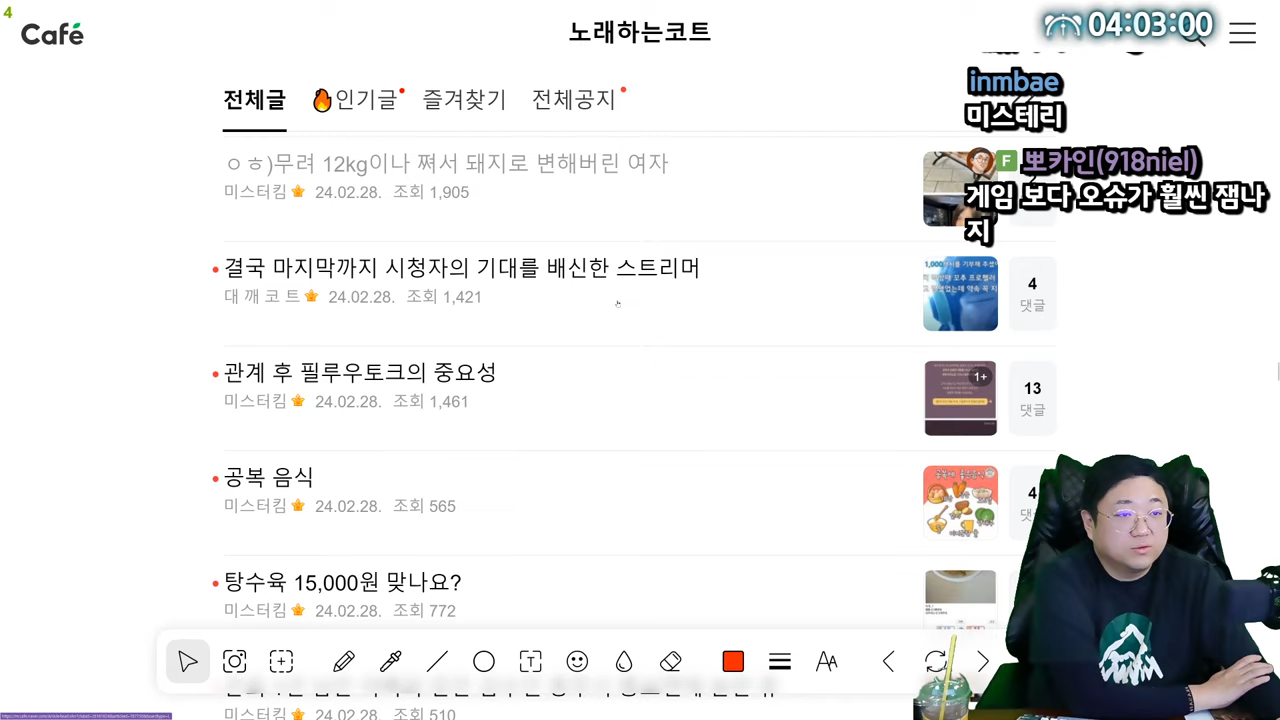 4
Café
노래하는코트
04:03:00
전체글
인기글
즐겨찾기
전체공지
inmbae
미스테리
F 뽀카인(918niel)
게임 보다 오슈가 훨씬 잼나
지
ㅇㅎ)무려 12kg이나 쪄서 돼지로 변해버린 여자
미스터킴 24.02.28. 조회 1,905
결국 마지막까지 시청자의 기대를 배신한 스트리머
대 깨 코 트 24.02.28. 조회 1,421
4
댓글
관계 후 필루우토크의 중요성
미스터킴 24.02.28. 조회 1,461
1+
13
댓글
공복 음식
미스터킴 24.02.28. 조회 565
4
탕수육 15,000원 맞나요?
미스터킴 24.02.28. 조회 772
T
AA
미스터킴 24.02.28. 조회 510